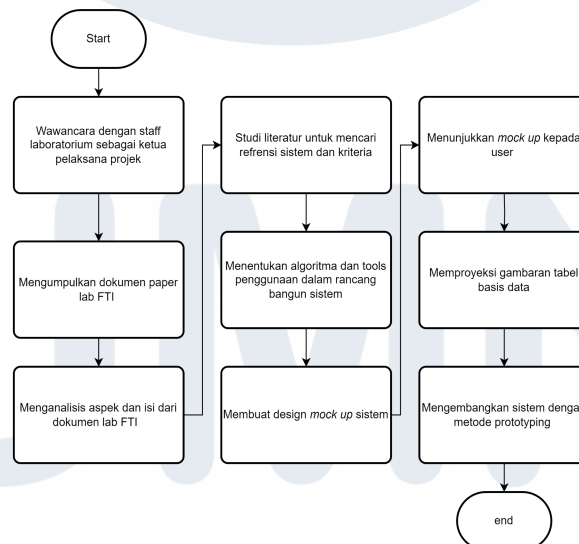 Start
Wawancara dengan staff
laboratorium sebagai ketua
pelaksana projek
Mengumpulkan dokumen paper
lab FTI
Menganalisis aspek dan isi dari
dokumen lab FTI
Studi literatur untuk mencari
refrensi sistem dan kriteria
Menentukan algoritma dan tools
penggunaan dalam rancang
bangun sistem
Membuat design mock up sistem
Menunjukkan mock up kepada
user
Memproyeksi gambaran tabel
basis data
Mengembangkan sistem denga
metode prototyping
end